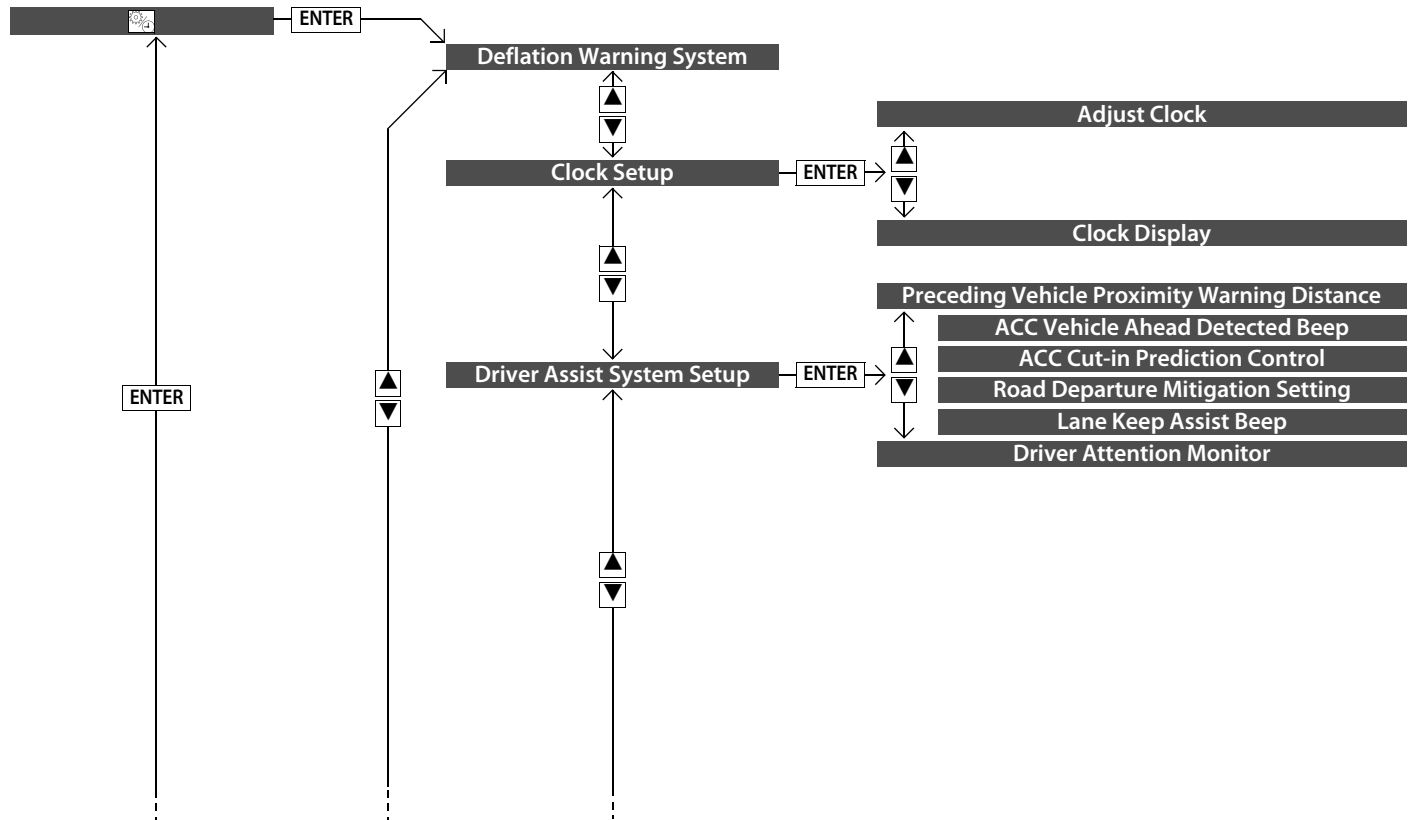 ENTER
Deflation Warning System
Adjust Clock
Clock Setup
ENTER
Clock Display
Preceding Vehicle Proximity Warning Distance
ACC Vehicle Ahead Detected Beep
ACC Cut-in Prediction Control
Driver Assist System Setup
ENTER
Road Departure Mitigation Setting
ENTER
Lane Keep Assist Beep
Driver Attention Monitor